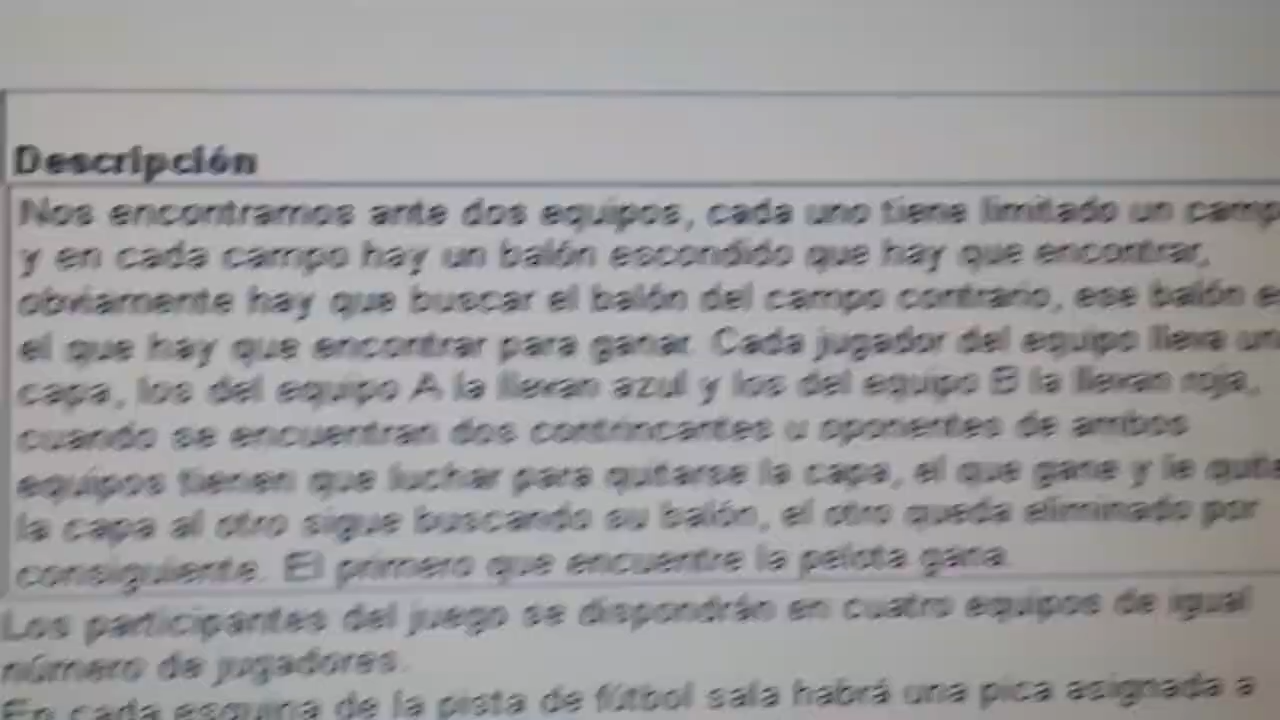 Descripción
Nos encontramos ante dos equipos, cada uno tiene limitado un camp
y en cada campo hay un balón escondido que hay que encontrar,
obviamente hay que buscar el balón del campo contrario, ese balón e
el que hay que encontrar para ganar. Cada jugador del equipo lleva un
capa, los del equipo A la llevan azul y los del equipo B la llevan roja,
cuando se encuentran dos contrincantes u oponentes de ambos
equipos tienen que luchar para quitarse la capa, el que gane y le quita
la capa al otro sigue buscando su balón, el otro queda eliminado por
consiguiente. El primero que encuentre la pelota gana.
Los participantes del juego se dispondrán en cuatro equipos de igual
número de jugadores.
En cada esquina de la pista de fútbol sala habrá una pica asignada a